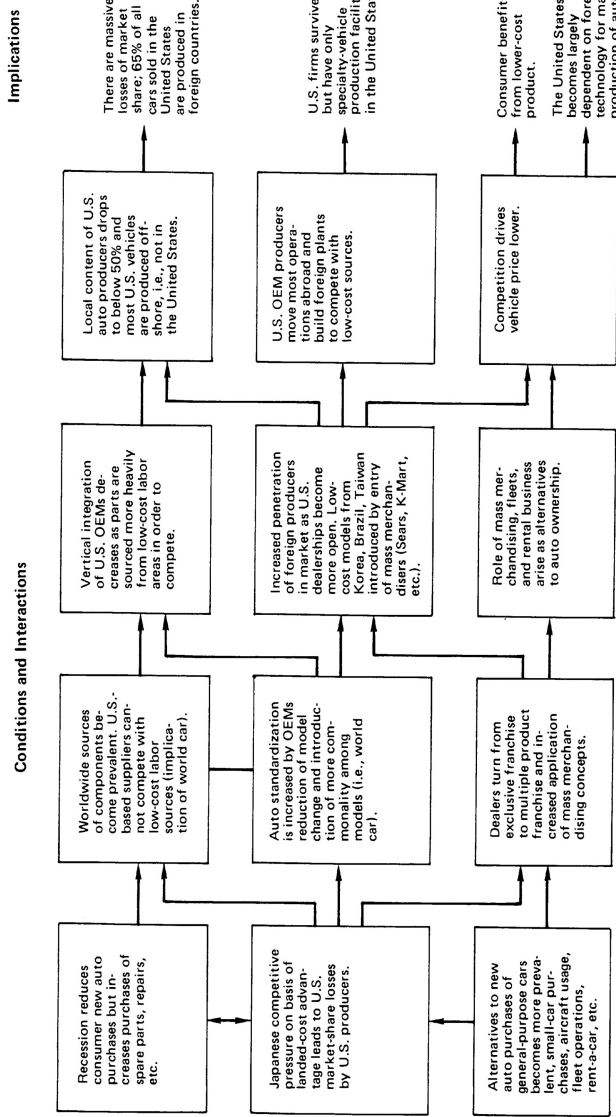 Conditions and Interactions
Implications
Recession reduces
consumer new auto
purchases but in-
creases purchases of
spare parts, repairs,
etc.
Japanese competitive
pressure on basis of
landed-cost advan-
tage leads to U.S.
market-share losses
by U.S. producers.
Alternatives to new
auto purchases of
general-purpose cars
becomes more preva-
lent, small-car pur-
chases, aircraft usage,
fleet operations,
rent-a-car, etc.
Worldwide sources
of components be-
come prevalent. U.S.-
based suppliers can-
not compete with
low-cost labor
sources (implica-
tion of world car).
Auto standardization
is increased by OEMs
reduction of model
change and introduc-
tion of more com-
monality among
models (i.e., world
car).
Dealers turn from
exclusive franchise
to multiple product
franchise and in-
creased application
of mass merchan-
dising concepts.
Vertical integration
of U.S. OEMs de-
creases as parts are
sourced more heavily
from low-cost labor
areas in order to
compete.
Increased penetration
of foreign producers
in market as U.S.
dealerships become
more open. Low-
cost models from
Korea, Brazil, Taiwan
introduced by entry
of mass merchan-
disers (Sears, K-Mart,
etc.).
Role of mass mer-
chandising, fleets,
and rental business
arise as alternatives
to auto ownership.
Local content of U.S.
auto producers drops
to below 50% and
most U.S. vehicles
are produced off-
shore, i.e., not in
the United States.
U.S. OEM producers
move most opera-
tions abroad and
build foreign plants
to compete with
low-cost sources.
Competition drives
vehicle price lower.
There are massive
losses of market
share; 65% of all
cars sold in the
United States
are produced in
foreign countries.
U.S. firms survive
but have only
specialty-vehicle
production facilit
in the United Sta
Consumer benefit
from lower-cost
product.
The United States
becomes largely
dependent on fore
technology for ma
production of auto